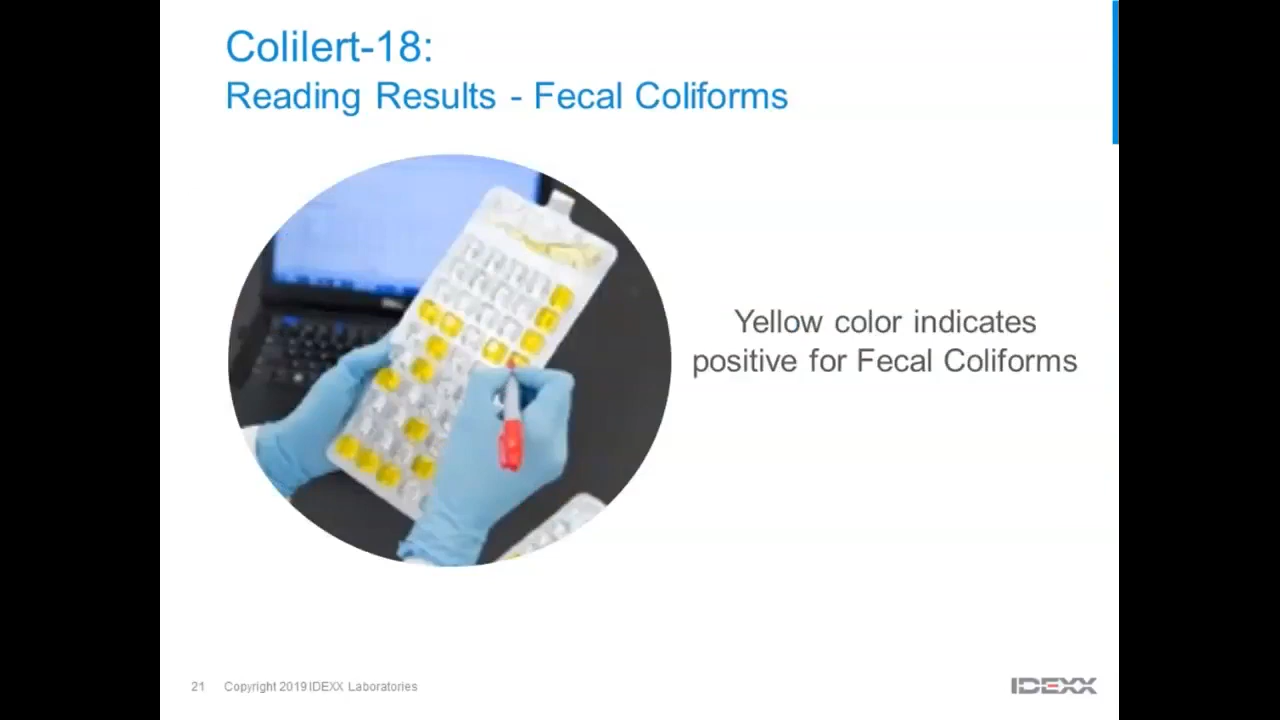 Colilert-18:
Reading Results - Fecal Coliforms
Yellow color indicates
positive for Fecal Coliforms
21 Copyright 2019 IDEXX Laboratories
IDEXX